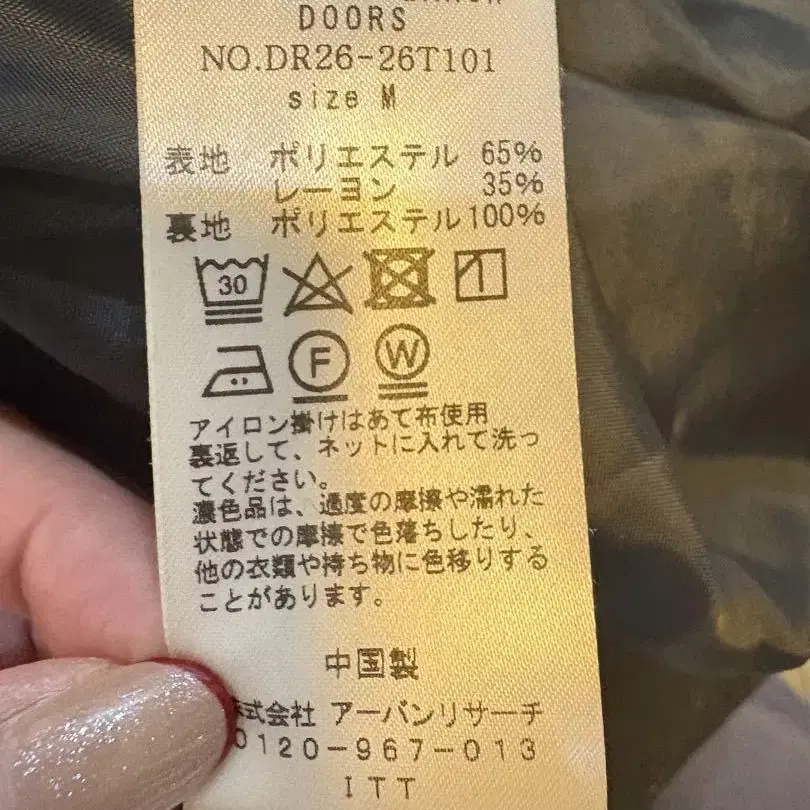 DOORS
NO.DR26-26T101
size M
表地 ポリエステル 65%
レーヨン 35%
裏地 ポリエステル100%
30
F W
アイロン掛けはあて布使用
裏返して、ネットに入れて洗っ
てください。
濃色品は、過度の摩擦や濡れた
状態での摩擦で色落ちしたり、
他の衣類や持ち物に色移りする
ことがあります。
中国製
株式会社 アーバンリサーチ
0120-967-013
ITT